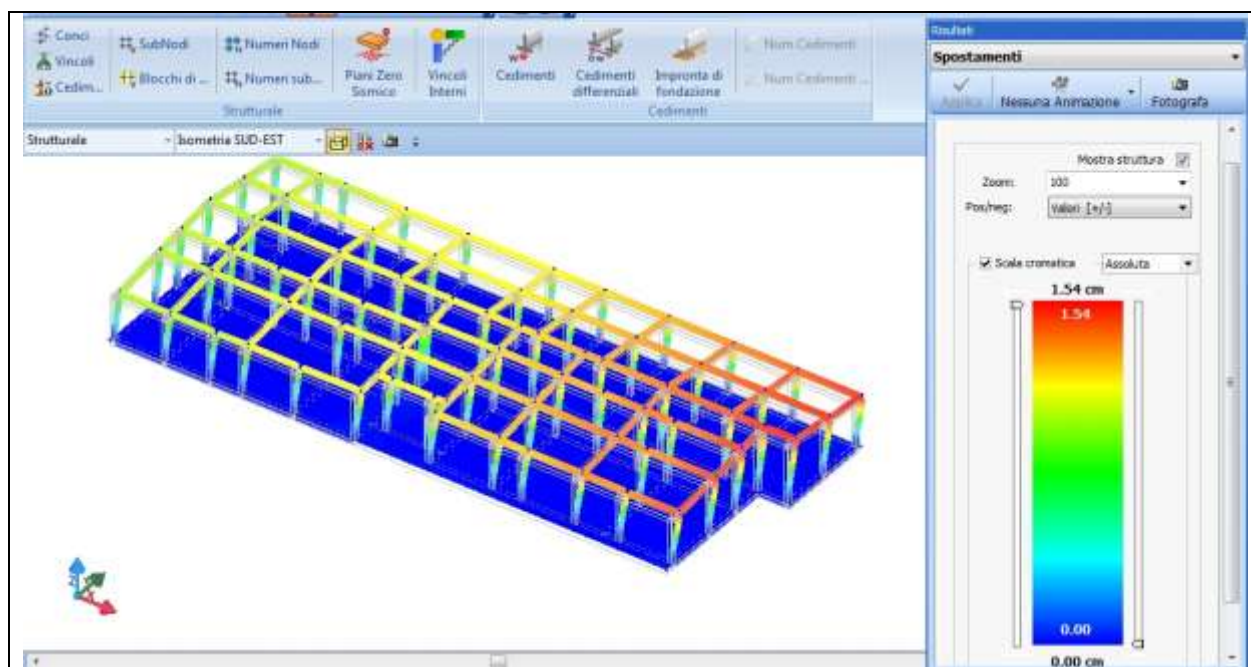 Conci
Vincoli
Cedim...
SubNodi
Blocchi di ...
Numeri Nodi
Numeri sub...
Piani Zero
Sismico
Vincoli
Interni
Strutturale
Cedimenti
Cedimenti
differenziali
Impronta di
fondazione
Num Cedimenti
Num Cedimenti ...
Cedimenti
Strutturale
Isometria SUD-EST
Risultati
Spostamenti
Applica
Nessuna Animazione
Fotografa
Mostra struttura
Zoom:
100
Pos/neg:
Valori [+/-]
Scala cromatica
Assoluta
1.54 cm
1.54
0.00
0.00 cm